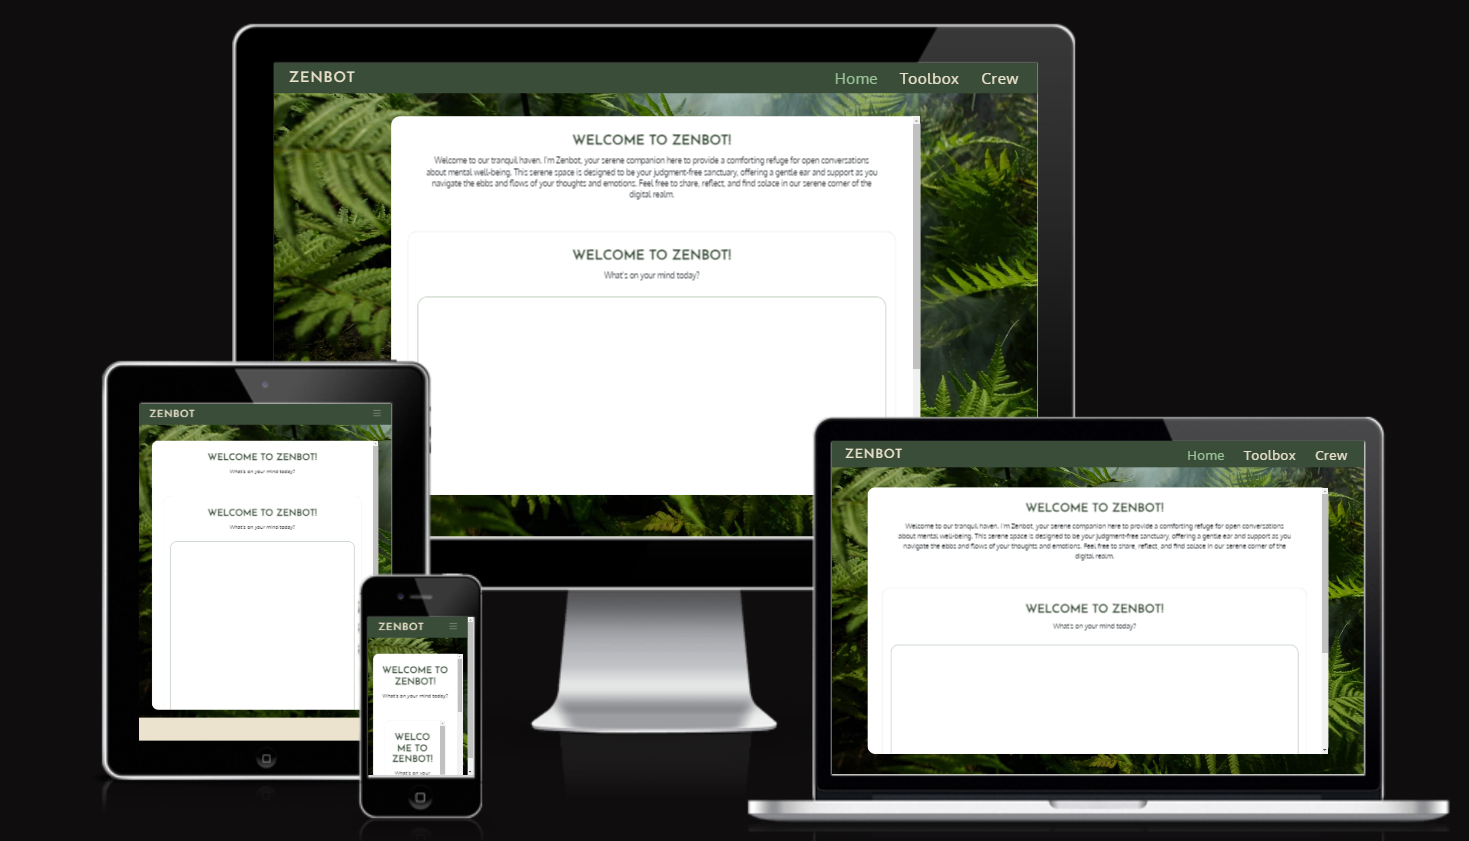 ZENBOT
Home Toolbox Crew
WELCOME TO ZENBOT!
Welcome to our tranquil haven. I'm Zenbot, your serene companion here to provide a comforting refuge for open conversations
about mental well-being. This serene space is designed to be your judgment-free sanctuary, offering a gentle ear and support as you
navigate the ebbs and flows of your thoughts and emotions. Feel free to share, reflect, and find solace in our serene corner of the
digital realm.
WELCOME TO ZENBOT!
What's on your mind today?
ZENBOT
WELCOME TO ZENBOT!
What's on your mind today?
WELCOME TO ZENBOT!
What's on your mind today?
ZENBOT
WELCOME TO
ZENBOT!
What's on your mind today?
WELCO
ME TO
ZENBOT!
What's on your
ZENBOT
Home Toolbox Crew
WELCOME TO ZENBOT!
Welcome to our tranquil haven. I'm Zenbot, your serene companion here to provide a comforting refuge for open conversations
about mental well-being. This serene space is designed to be your judgment-free sanctuary, offering a gentle ear and support as you
navigate the ebbs and flows of your thoughts and emotions. Feel free to share, reflect, and find solace in our serene corner of the
digital realm.
WELCOME TO ZENBOT!
What's on your mind today?